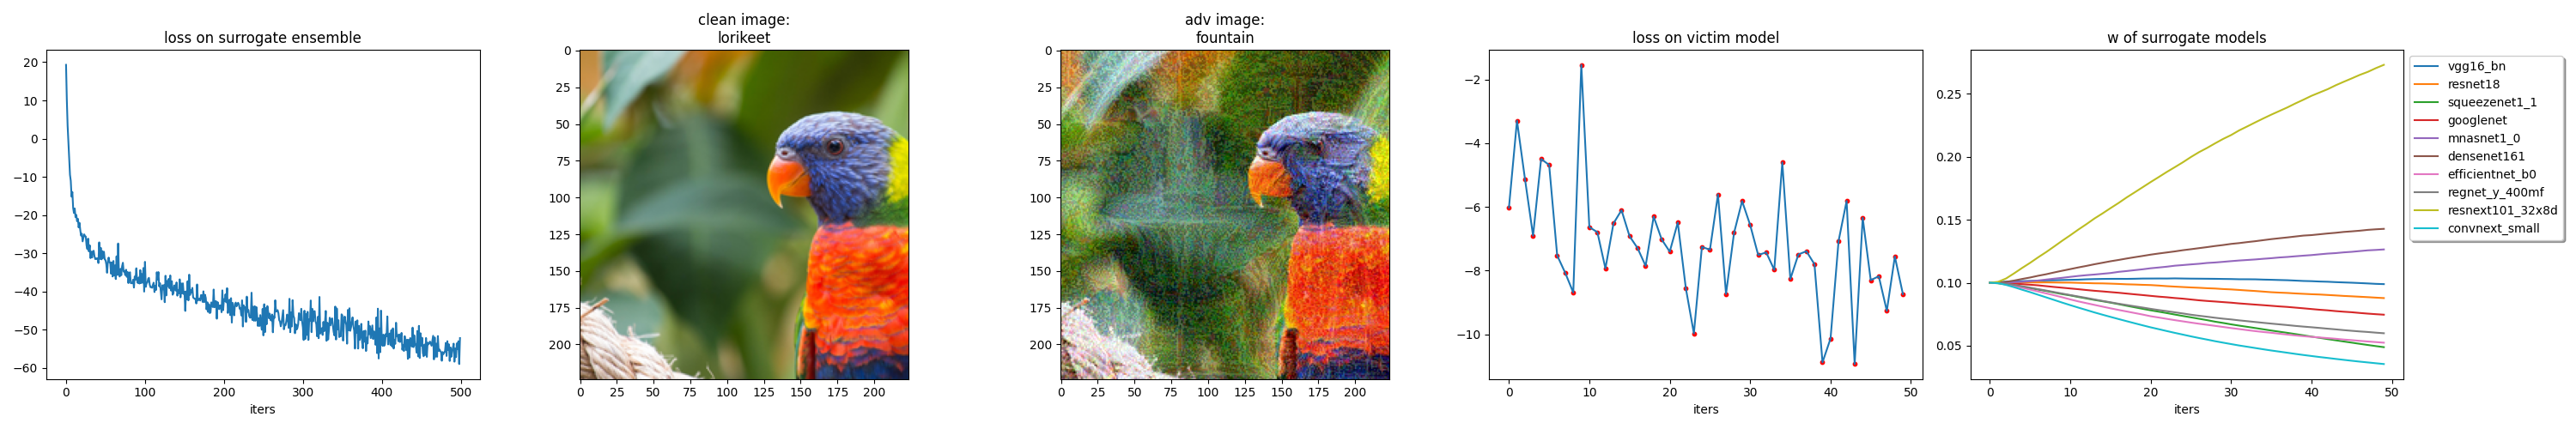 loss on surrogate ensemble
20
10
0
−10
−20
−30
−40
−50
−60
0 100 200 300 400 500
iters
clean image:
lorikeet
0
25
50
75
100
125
150
175
200
0 25 50 75 100 125 150 175 200
adv image:
fountain
0
25
50
75
100
125
150
175
200
0 25 50 75 100 125 150 175 200
loss on victim model
−2
−4
−6
−8
−10
0 10 20 30 40 50
iters
w of surrogate models
0.25
0.20
0.15
0.10
0.05
0 10 20 30 40 50
iters
vgg16_bn
resnet18
squeezenet1_1
googlenet
mnasnet1_0
densenet161
efficientnet_b0
regnet_y_400mf
resnext101_32x8d
convnext_small